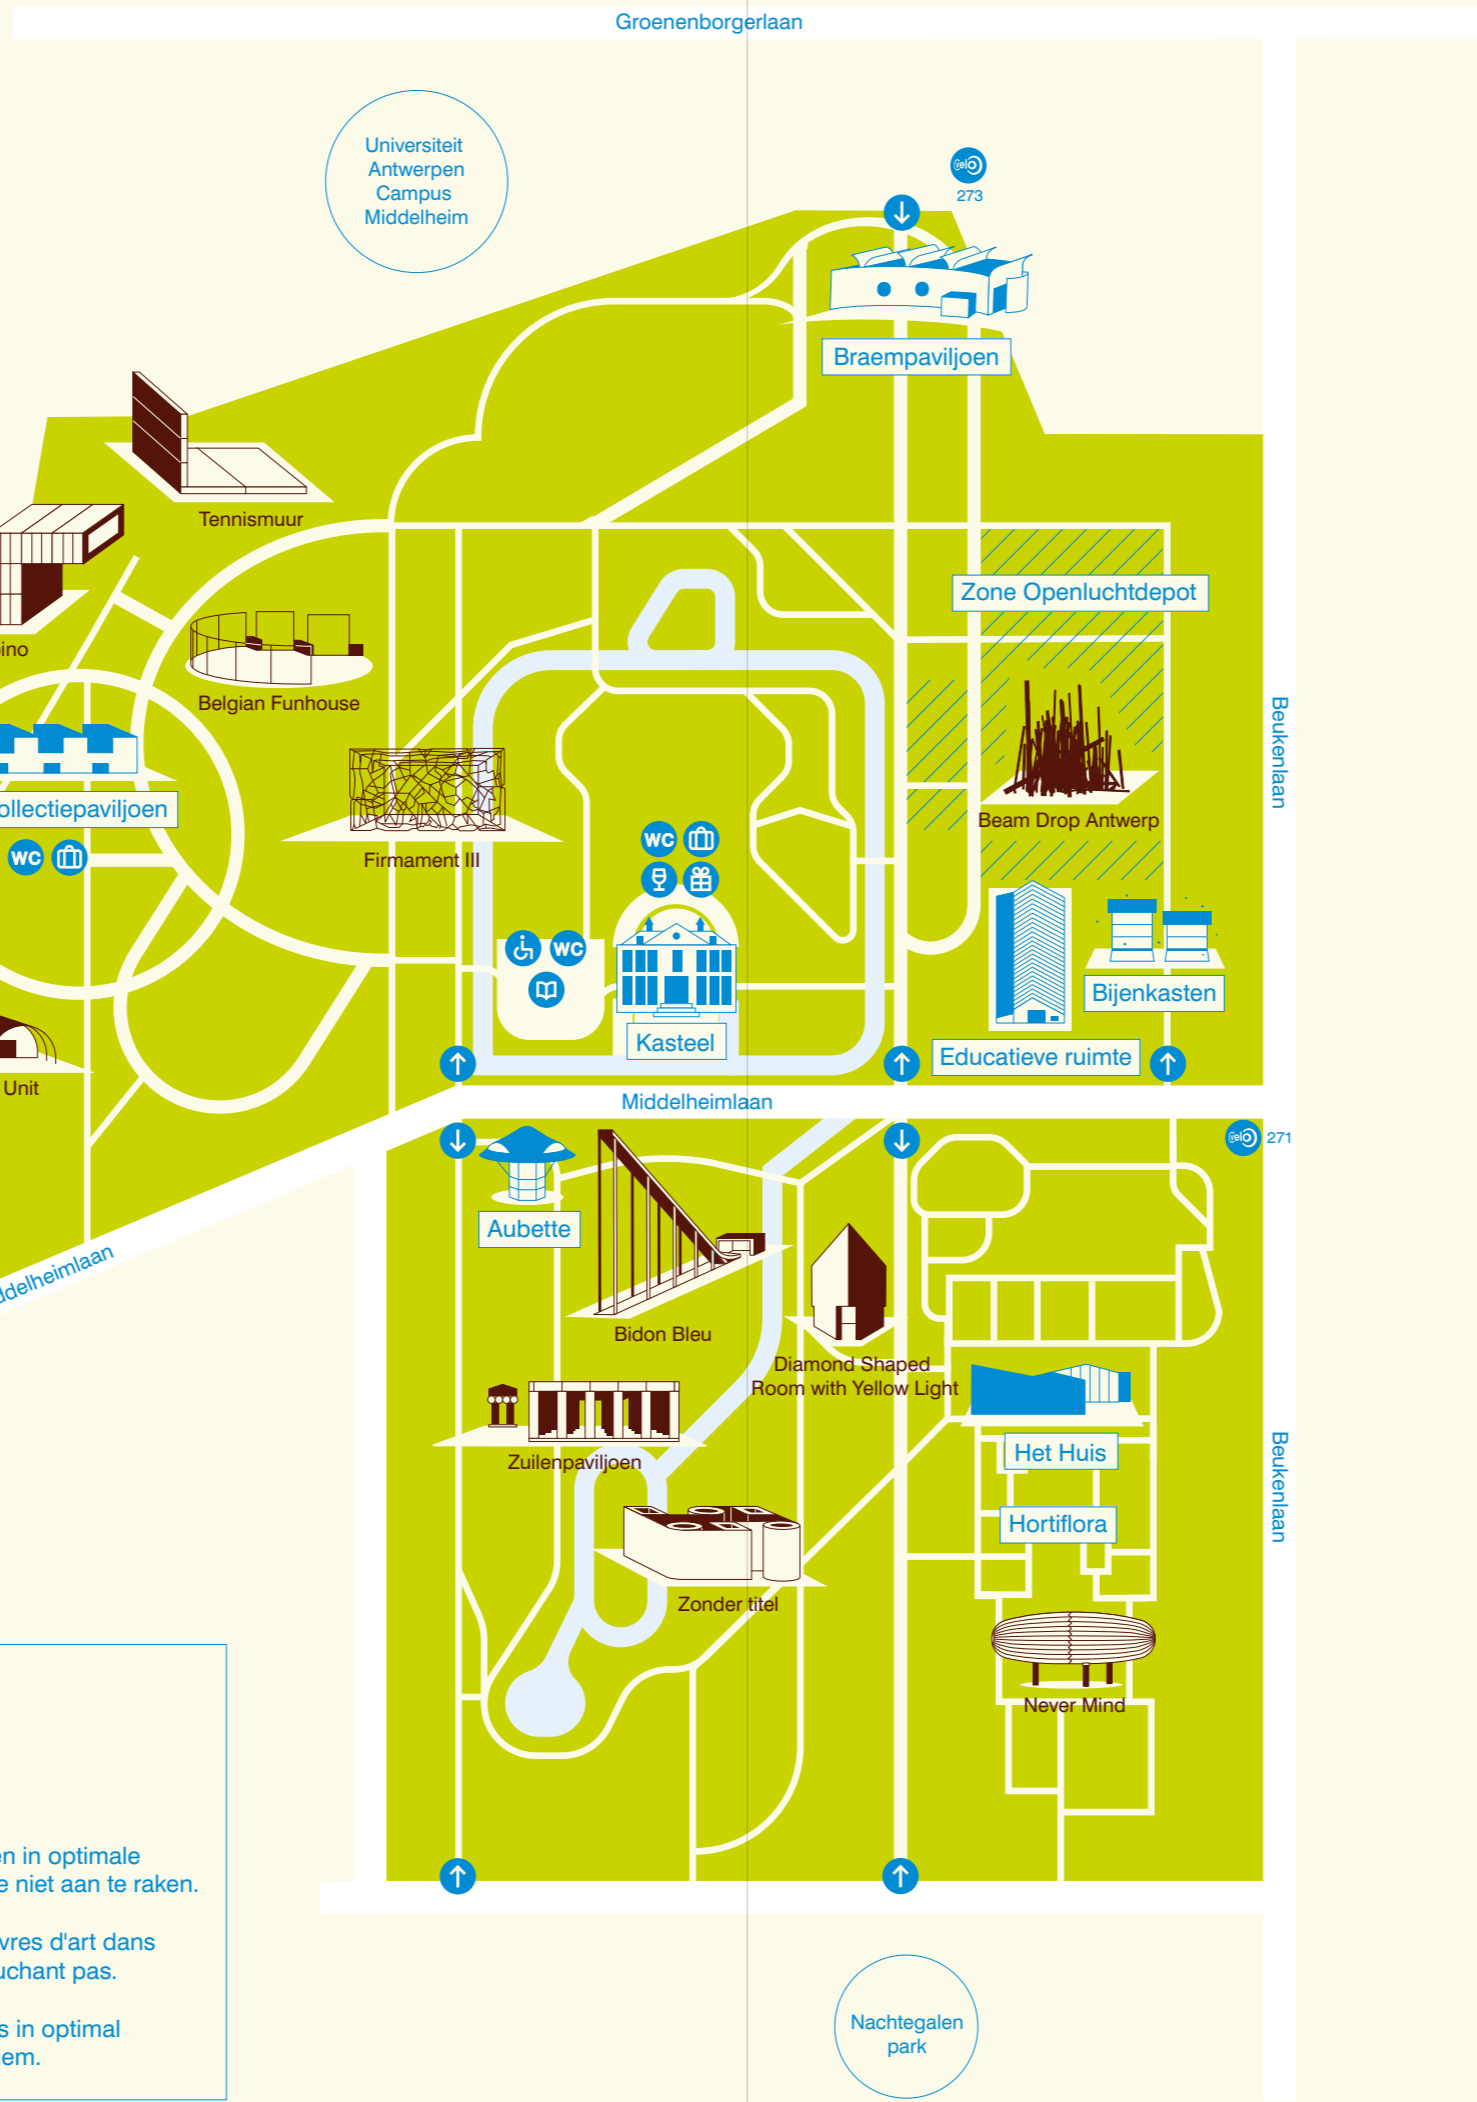 Groenenborgerlaan
Universiteit
Antwerpen
Campus
Middelheim
Velo
273
Braempaviljoen
Tennismuur
Zone Openluchtdepot
ino
Belgian Funhouse
Beukenlaan
ollectiepaviljoen
Beam Drop Antwerp
WC
WC
Firmament III
WC
Bijenkasten
Kasteel
Educatieve ruimte
Unit
Middelheimlaan
Velo
271
Aubette
ddelheimlaan
Bidon Bleu
Diamond Shaped
Room with Yellow Light
Zuilenpaviljoen
Het Huis
Beukenlaan
Hortiflora
Zonder titel
Never Mind
en in optimale
e niet aan te raken.
vres d'art dans
uchant pas.
s in optimal
em.
Nachtegalen
park